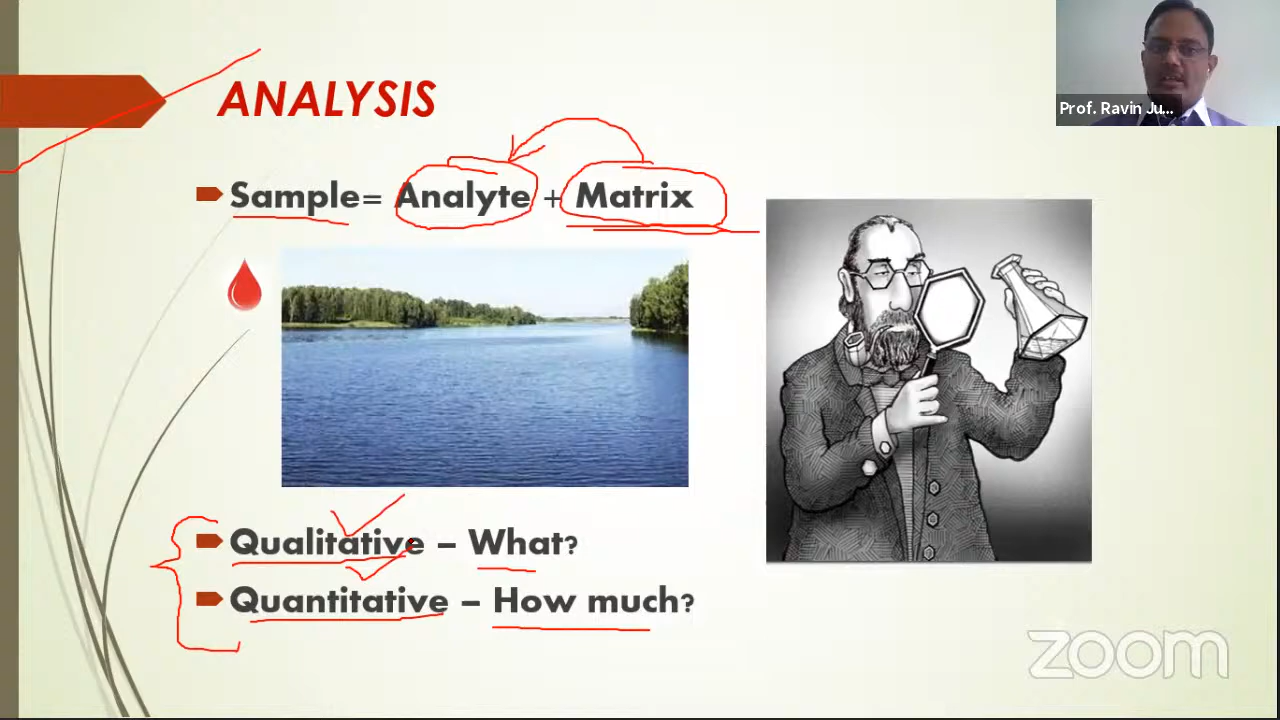 ANALYSIS
Prof. Ravin Ju...
Sample= Analyte + Matrix
Qualitative – What?
Quantitative – How much?
zoom